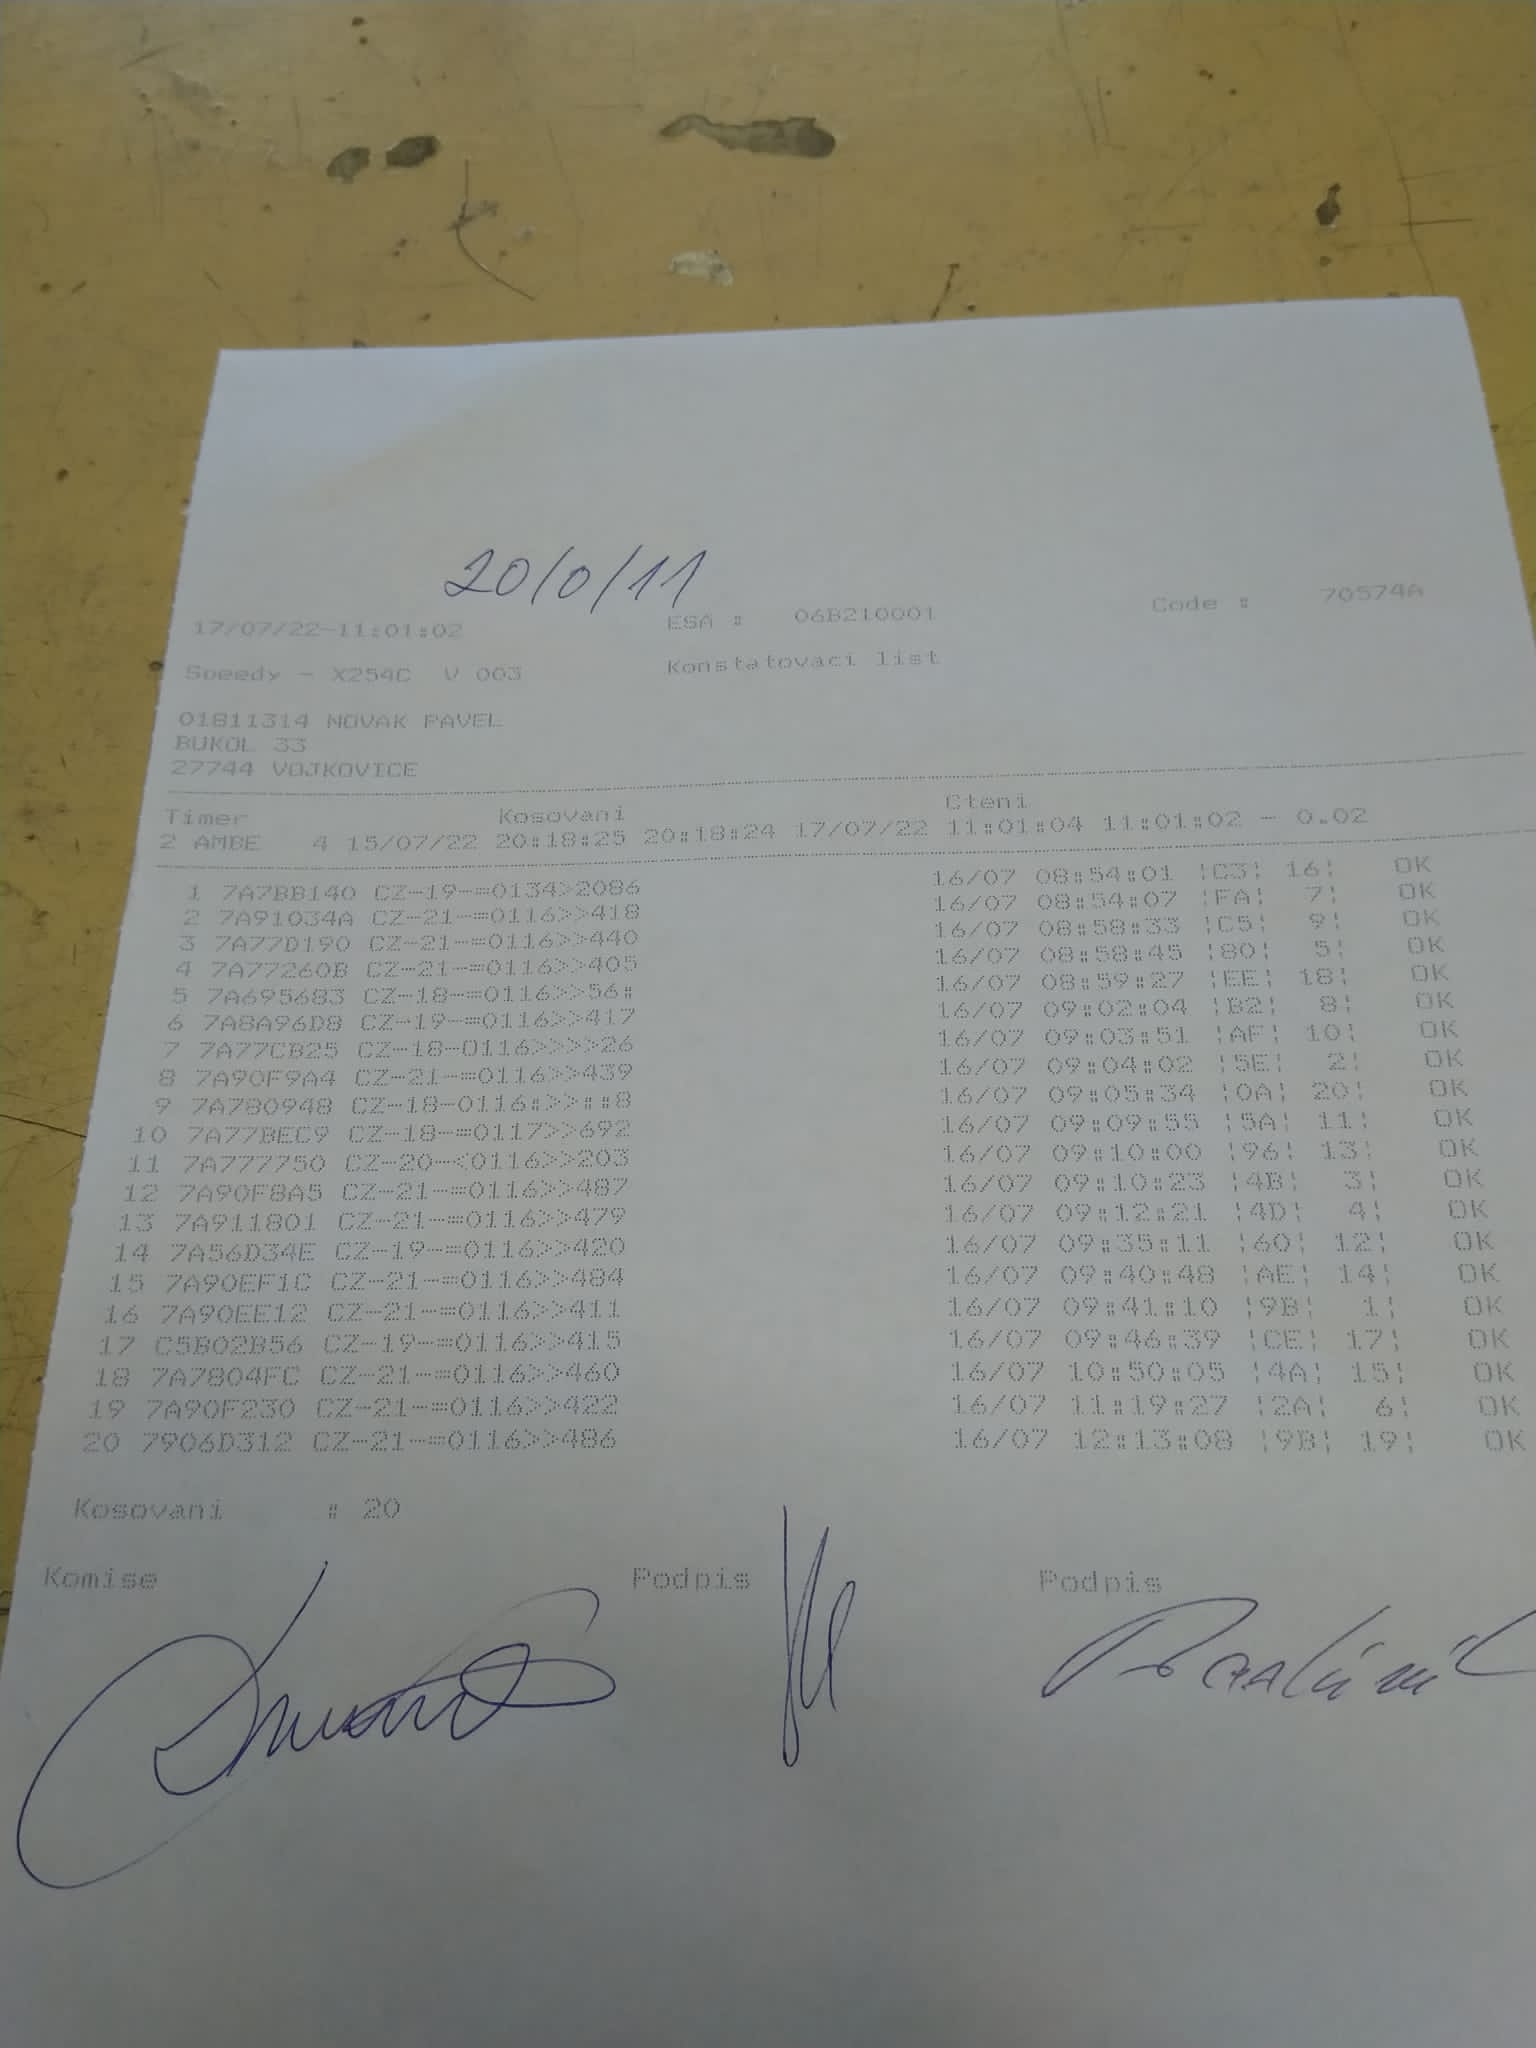 20/0/11
17/07/22-11:01:02 ESA : 06B210001 Code : 70574A
Speedy - X254C V 003 Konstatovaci list
01811314 NOVAK PAVEL
BUKOL 33
27744 VOJKOVICE
Timer Kosovani Cteni
2 AMBE 4 15/07/22 20:18:25 20:18:24 17/07/22 11:01:04 11:01:02 - 0.02
1 7A7BB140 CZ-19-=0134>2086 16/07 08:54:01 ¦C3¦ 16¦ OK
2 7A91034A CZ-21-=0116>>418 16/07 08:54:07 ¦FA¦ 7¦ OK
3 7A77D190 CZ-21-=0116>>440 16/07 08:58:33 ¦C5¦ 9¦ OK
4 7A77260B CZ-21-=0116>>405 16/07 08:58:45 ¦80¦ 5¦ OK
5 7A695683 CZ-18-=0116>>56: 16/07 08:59:27 ¦EE¦ 18¦ OK
6 7A8A96D8 CZ-19-=0116>>417 16/07 09:02:04 ¦B2¦ 8¦ OK
7 7A77CB25 CZ-18-0116>>>>26 16/07 09:03:51 ¦AF¦ 10¦ OK
8 7A90F9A4 CZ-21-=0116>>439 16/07 09:04:02 ¦5E¦ 2¦ OK
9 7A780948 CZ-18-0116:>>::8 16/07 09:05:34 ¦0A¦ 20¦ OK
10 7A77BEC9 CZ-18-=0117>>692 16/07 09:09:55 ¦5A¦ 11¦ OK
11 7A777750 CZ-20-<0116>>203 16/07 09:10:00 ¦96¦ 13¦ OK
12 7A90F8A5 CZ-21-=0116>>487 16/07 09:10:23 ¦4B¦ 3¦ OK
13 7A911801 CZ-21-=0116>>479 16/07 09:12:21 ¦4D¦ 4¦ OK
14 7A56D34E CZ-19-=0116>>420 16/07 09:35:11 ¦60¦ 12¦ OK
15 7A90EF1C CZ-21-=0116>>484 16/07 09:40:48 ¦AE¦ 14¦ OK
16 7A90EE12 CZ-21-=0116>>411 16/07 09:41:10 ¦9B¦ 1¦ OK
17 C5B02B56 CZ-19-=0116>>415 16/07 09:46:39 ¦CE¦ 17¦ OK
18 7A7804FC CZ-21-=0116>>460 16/07 10:50:05 ¦4A¦ 15¦ OK
19 7A90F230 CZ-21-=0116>>422 16/07 11:19:27 ¦2A¦ 6¦ OK
20 7906D312 CZ-21-=0116>>486 16/07 12:13:08 ¦9B¦ 19¦ OK
Kosovani : 20
Komise Podpis Podpis